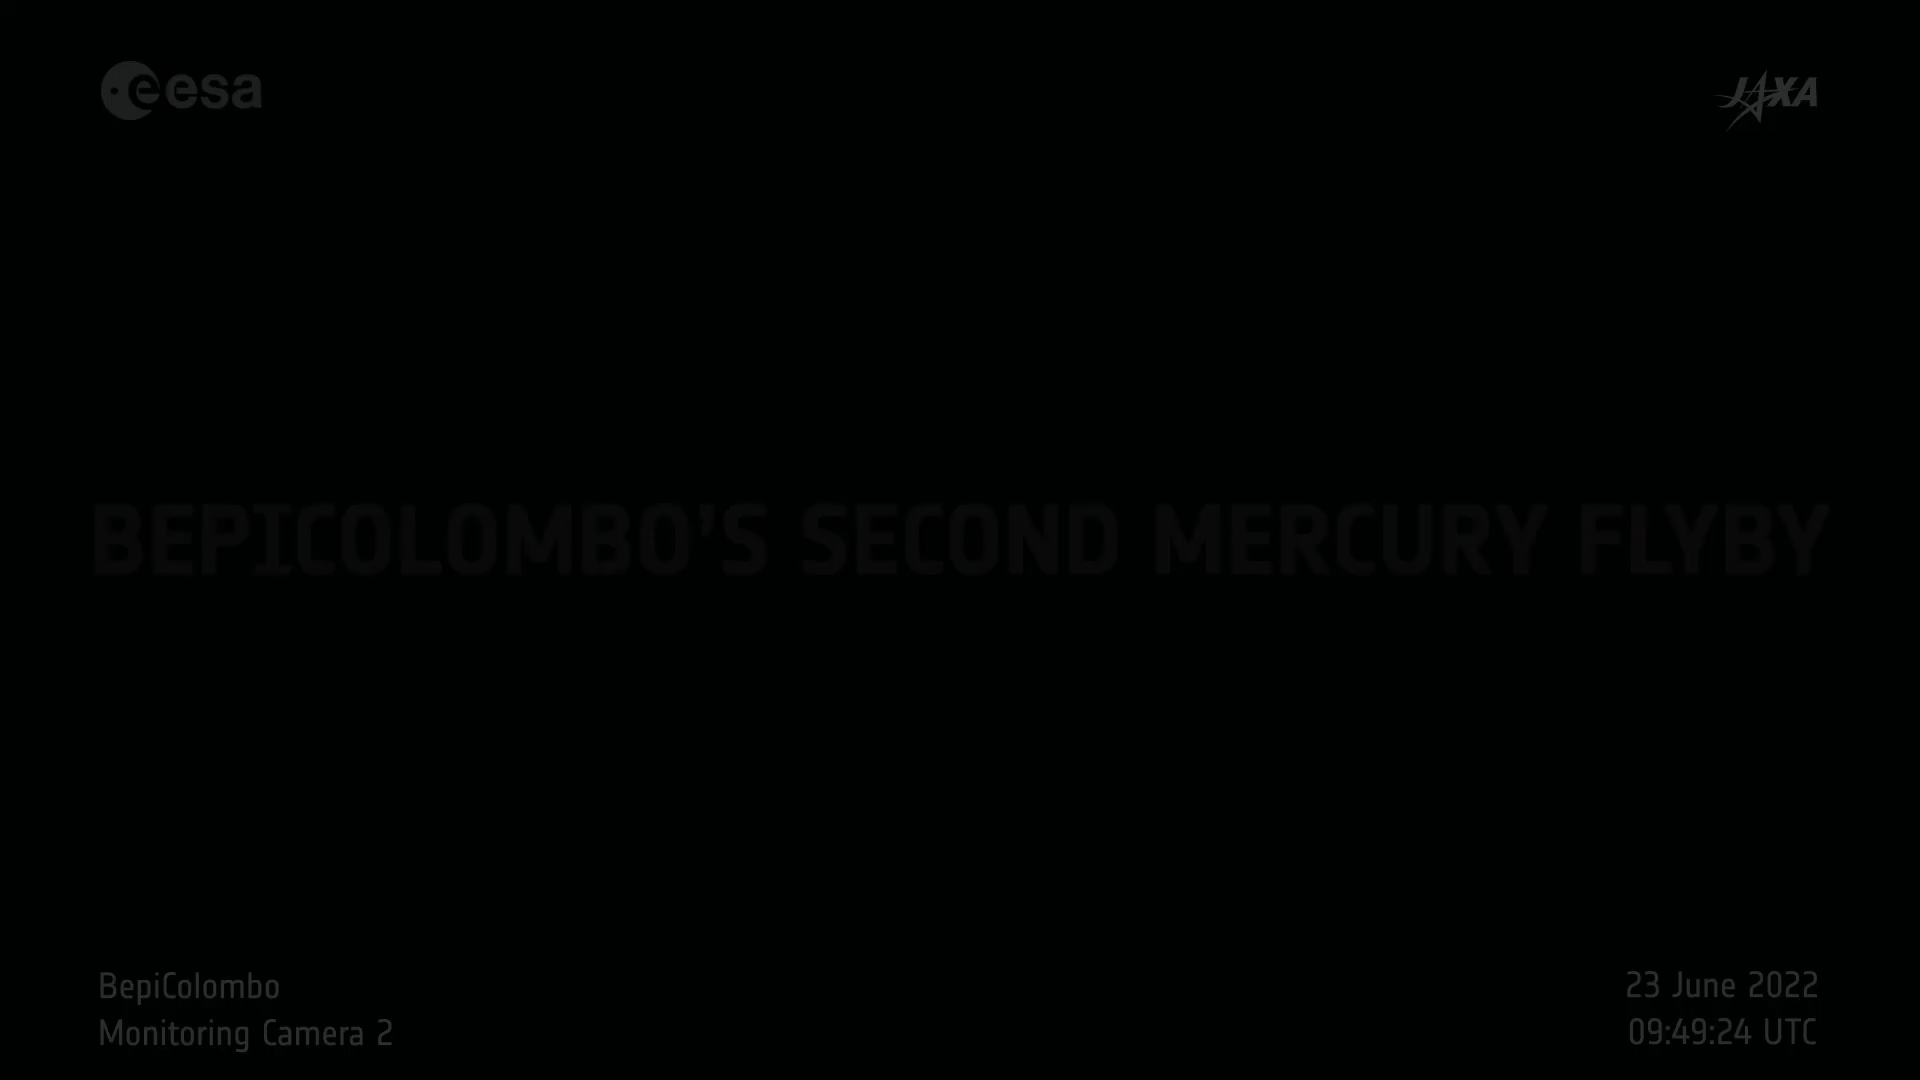 esa
JAXA
BEPICOLOMBO’S SECOND MERCURY FLYBY
BepiColombo
Monitoring Camera 2
23 June 2022
09:49:24 UTC